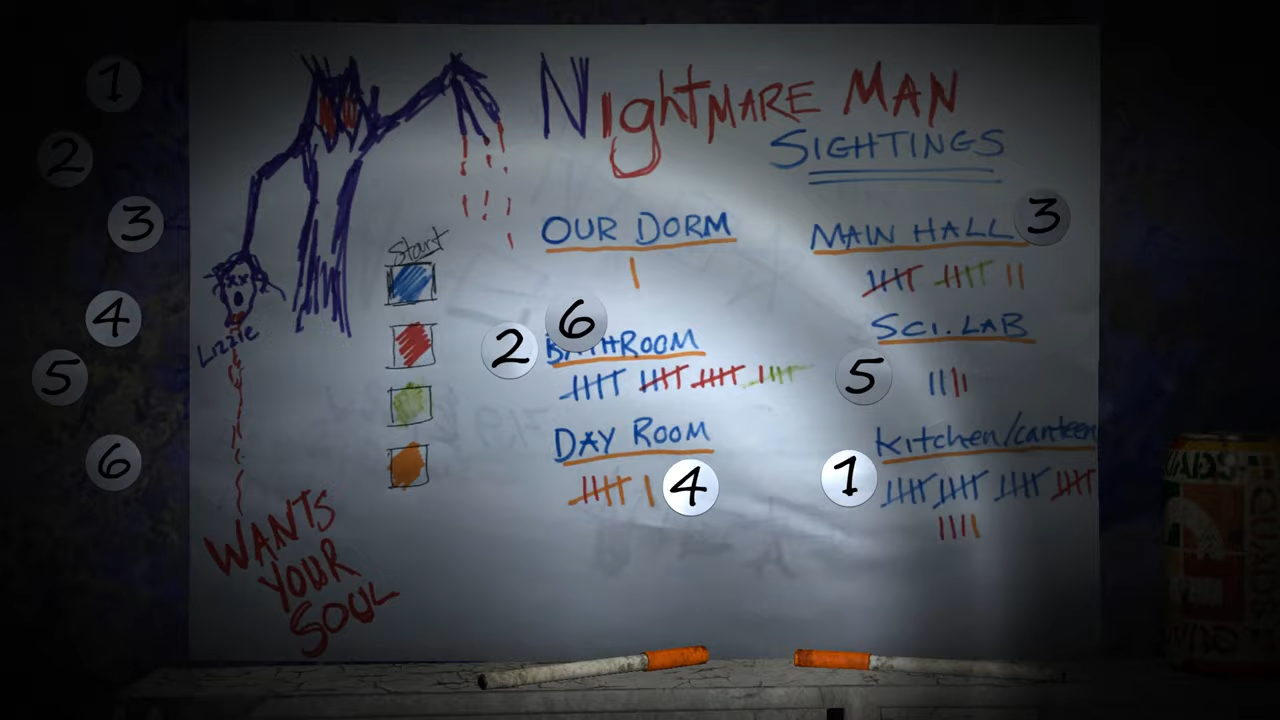 1
2
3
4
5
6
NIgHtMARE MAN
SIGHTINGS
OUR DORM
MAIN HALL 3
Start
6
2 BATHROOM
SCI. LAB
5
Lizzie
DAY ROOM
4
Kitchen/canteen
1
WANTS
YOUR
SOUL